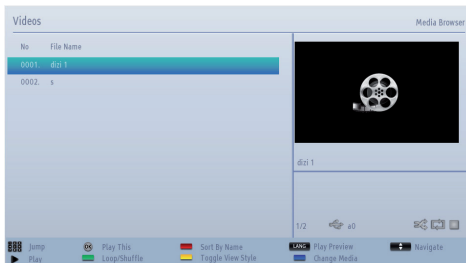 Videos
Media Browser
No File Name
0001. dizi 1
0002. s
dizi 1
1/2 a0
Jump OK Play This Sort By Name LANG Play Preview Navigate
Play Loop/Shuffle Toggle View Style Change Media